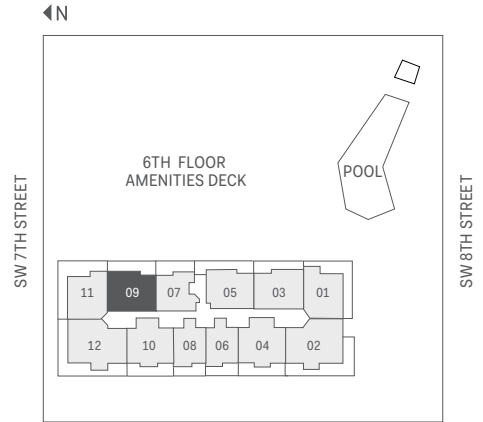 N
6TH FLOOR
AMENITIES DECK
POOL
SW 7TH STREET
SW 8TH STREET
11 09 07 05 03 01
12 10 08 06 04 02